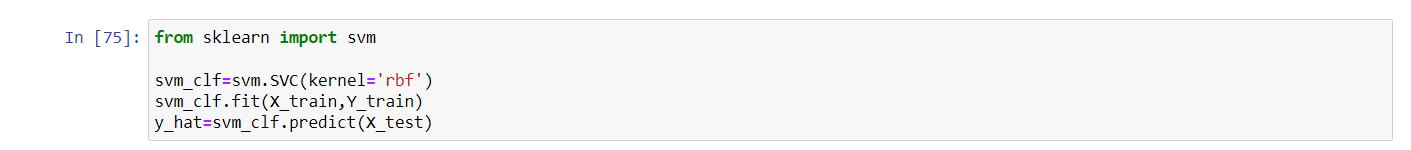 In [75]: from sklearn import svm
svm_clf=svm.SVC(kernel='rbf')
svm_clf.fit(X_train,Y_train)
y_hat=svm_clf.predict(X_test)